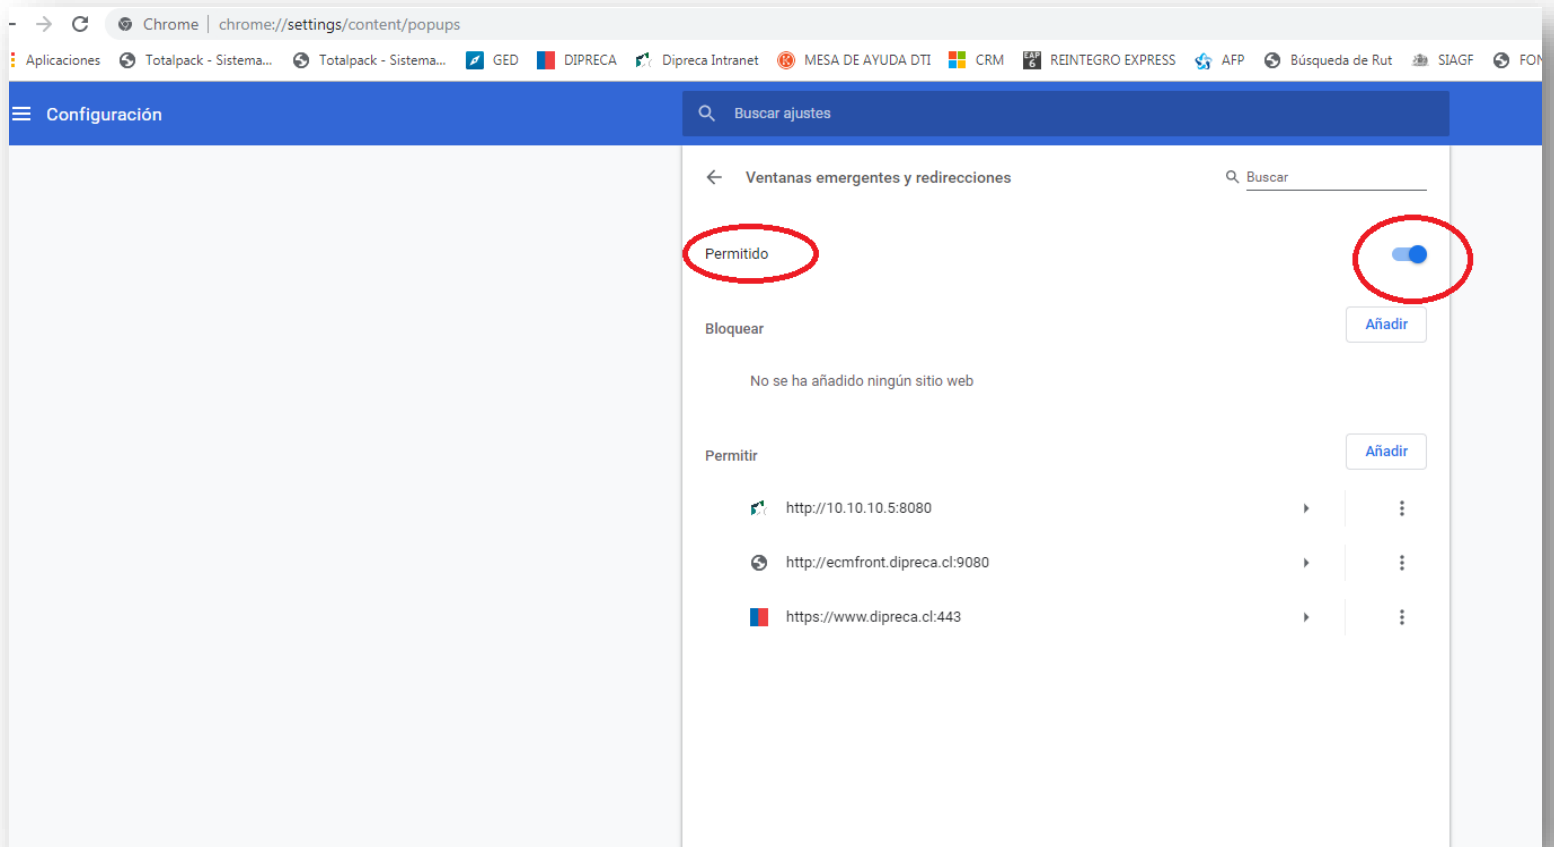 Chrome | chrome://settings/content/popups
Aplicaciones Totalpack - Sistema... Totalpack - Sistema... GED DIPRECA Dipreca Intranet MESA DE AYUDA DTI CRM EAP 6 REINTEGRO EXPRESS AFP Búsqueda de Rut SIAGF FON
Configuración
Buscar ajustes
Ventanas emergentes y redirecciones
Buscar
Permitido
Bloquear
Añadir
No se ha añadido ningún sitio web
Permitir
Añadir
http://10.10.10.5:8080
http://ecmfront.dipreca.cl:9080
https://www.dipreca.cl:443